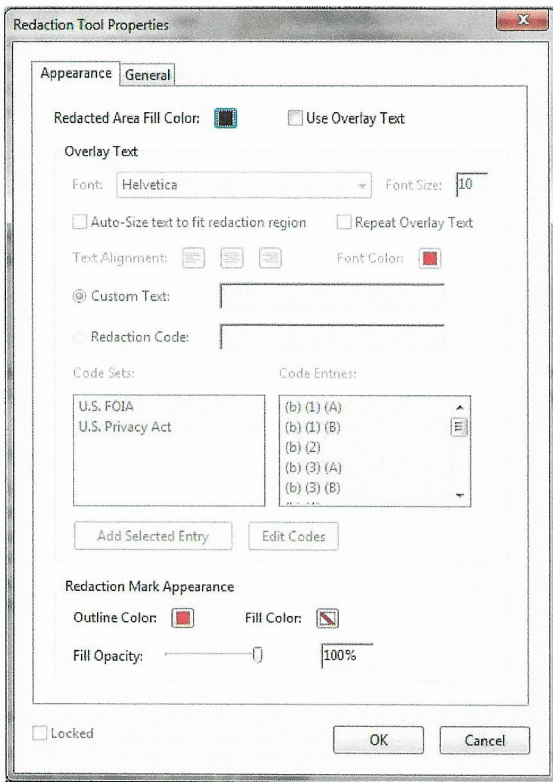 Redaction Tool Properties
Appearance General
Redacted Area Fill Color: Use Overlay Text
Overlay Text
Font: Helvetica Font Size: 10
Auto-Size text to fit redaction region Repeat Overlay Text
Text Alignment: Font Color:
Custom Text:
Redaction Code:
Code Sets: Code Entries:
U.S. FOIA (b) (1) (A)
U.S. Privacy Act (b) (1) (B)
(b) (2)
(b) (3) (A)
(b) (3) (B)
Add Selected Entry Edit Codes
Redaction Mark Appearance
Outline Color: Fill Color:
Fill Opacity: 100%
Locked OK Cancel